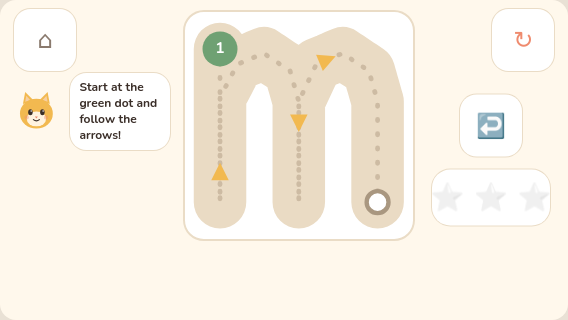 1
Start at the
green dot and
follow the
arrows!